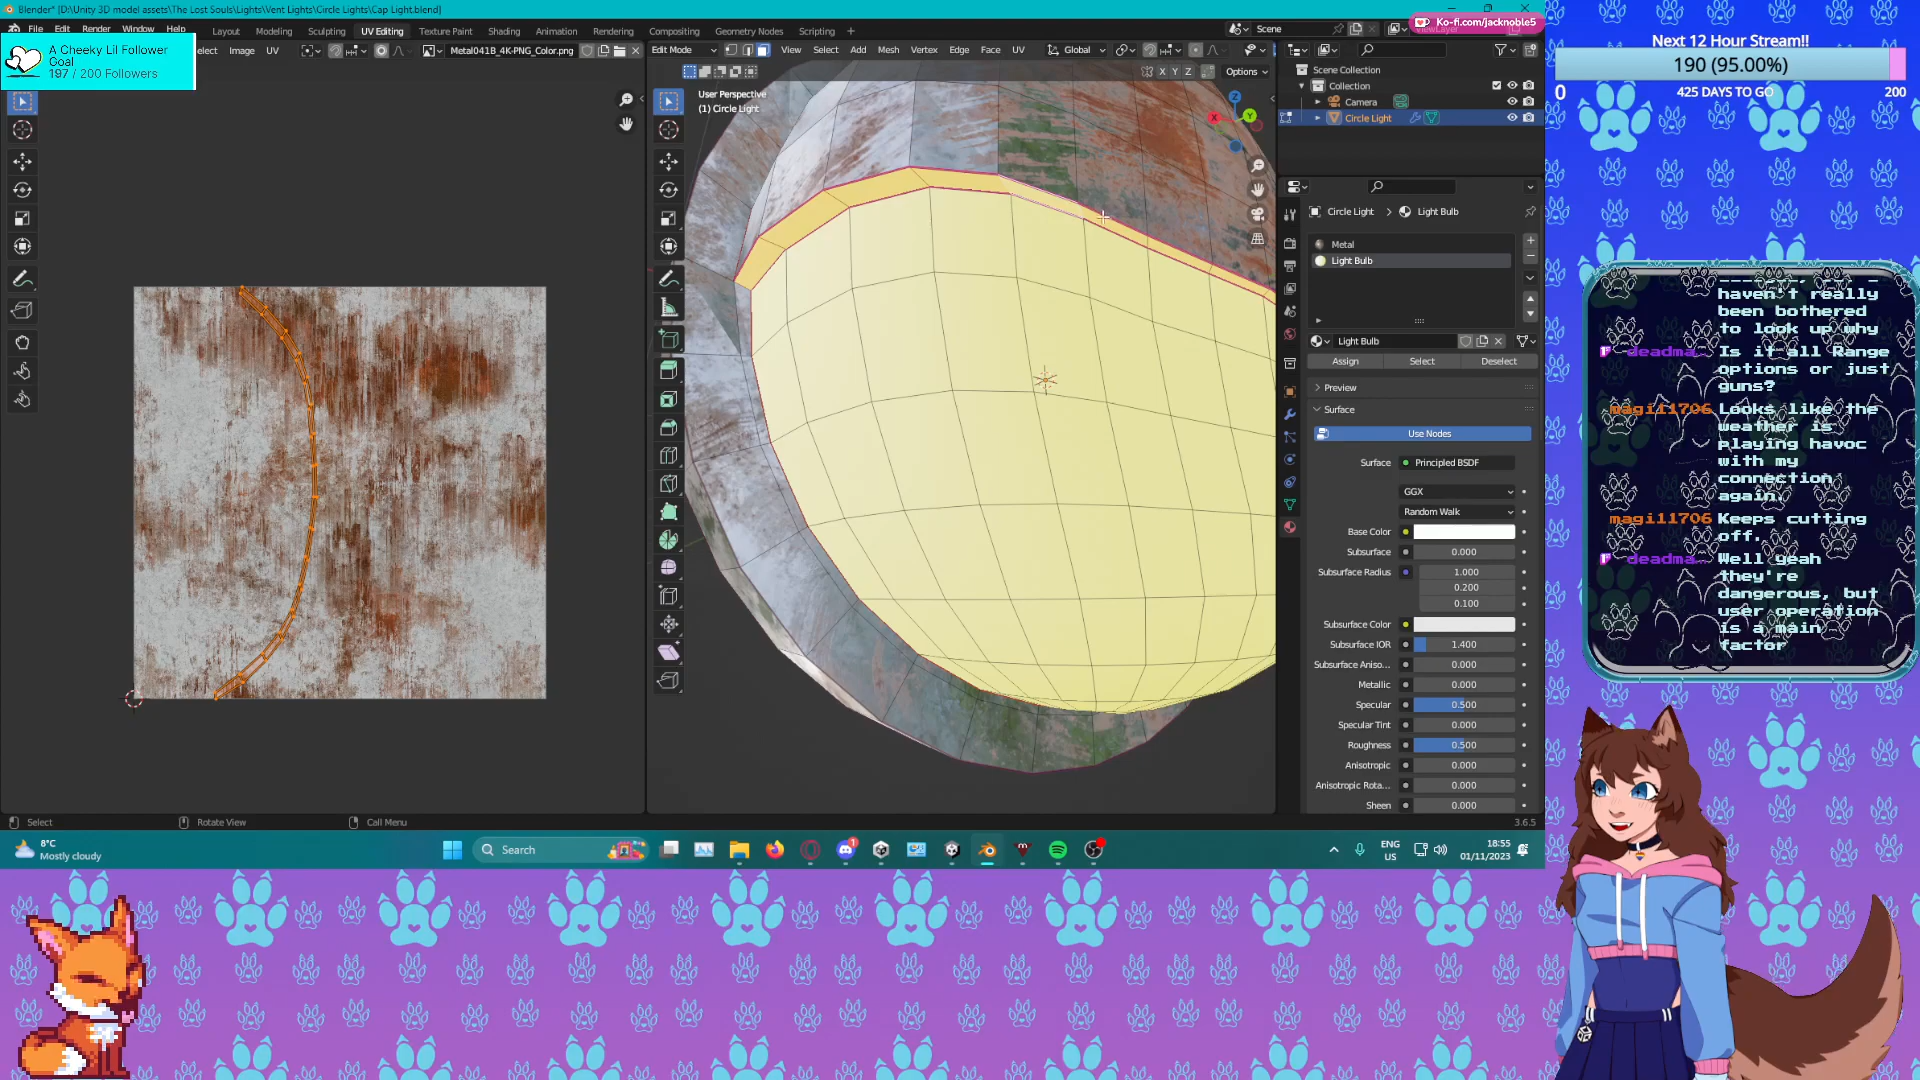 Blender* [D:\Unity 3D model assets\The Lost Souls\Lights\Vent Lights\Circle Lights\Cap Light.blend]
Ko-fi.com/jacknoble5
File Edit Render Window Help
Layout Modeling Sculpting UV Editing Texture Paint Shading Animation Rendering Compositing Geometry Nodes Scripting
Scene
A Cheeky Lil Follower Goal
197 / 200 Followers
Select Image UV
Metal041B_4K-PNG_Color.png
Edit Mode View Select Add Mesh Vertex Edge Face UV
Global
X Y Z
Options
User Perspective
(1) Circle Light
Scene Collection
Collection
Camera
Circle Light
Circle Light Light Bulb
Metal
Light Bulb
Light Bulb
Assign Select Deselect
Preview
Surface
Use Nodes
Surface Principled BSDF
GGX
Random Walk
Base Color
Subsurface 0.000
Subsurface Radius 1.000
0.200
0.100
Subsurface Color
Subsurface IOR 1.400
Subsurface Aniso... 0.000
Metallic 0.000
Specular 0.500
Specular Tint 0.000
Roughness 0.500
Anisotropic 0.000
Anisotropic Rota... 0.000
Sheen 0.000
Select
Rotate View
Call Menu
3.6.5
8°C
Mostly cloudy
Search
ENG
US
18:55
01/11/2023
Next 12 Hour Stream!!
190 (95.00%)
0 425 DAYS TO GO 200
haven't really
been bothered
to look up why
deadma… Is it all Range
options or just
guns?
magi11706 Looks like the
weather is
playing havoc
with my
connection
again.
magi11706 Keeps cutting
off.
deadma… Well yeah
they're
dangerous, but
user operation
is a main
factor